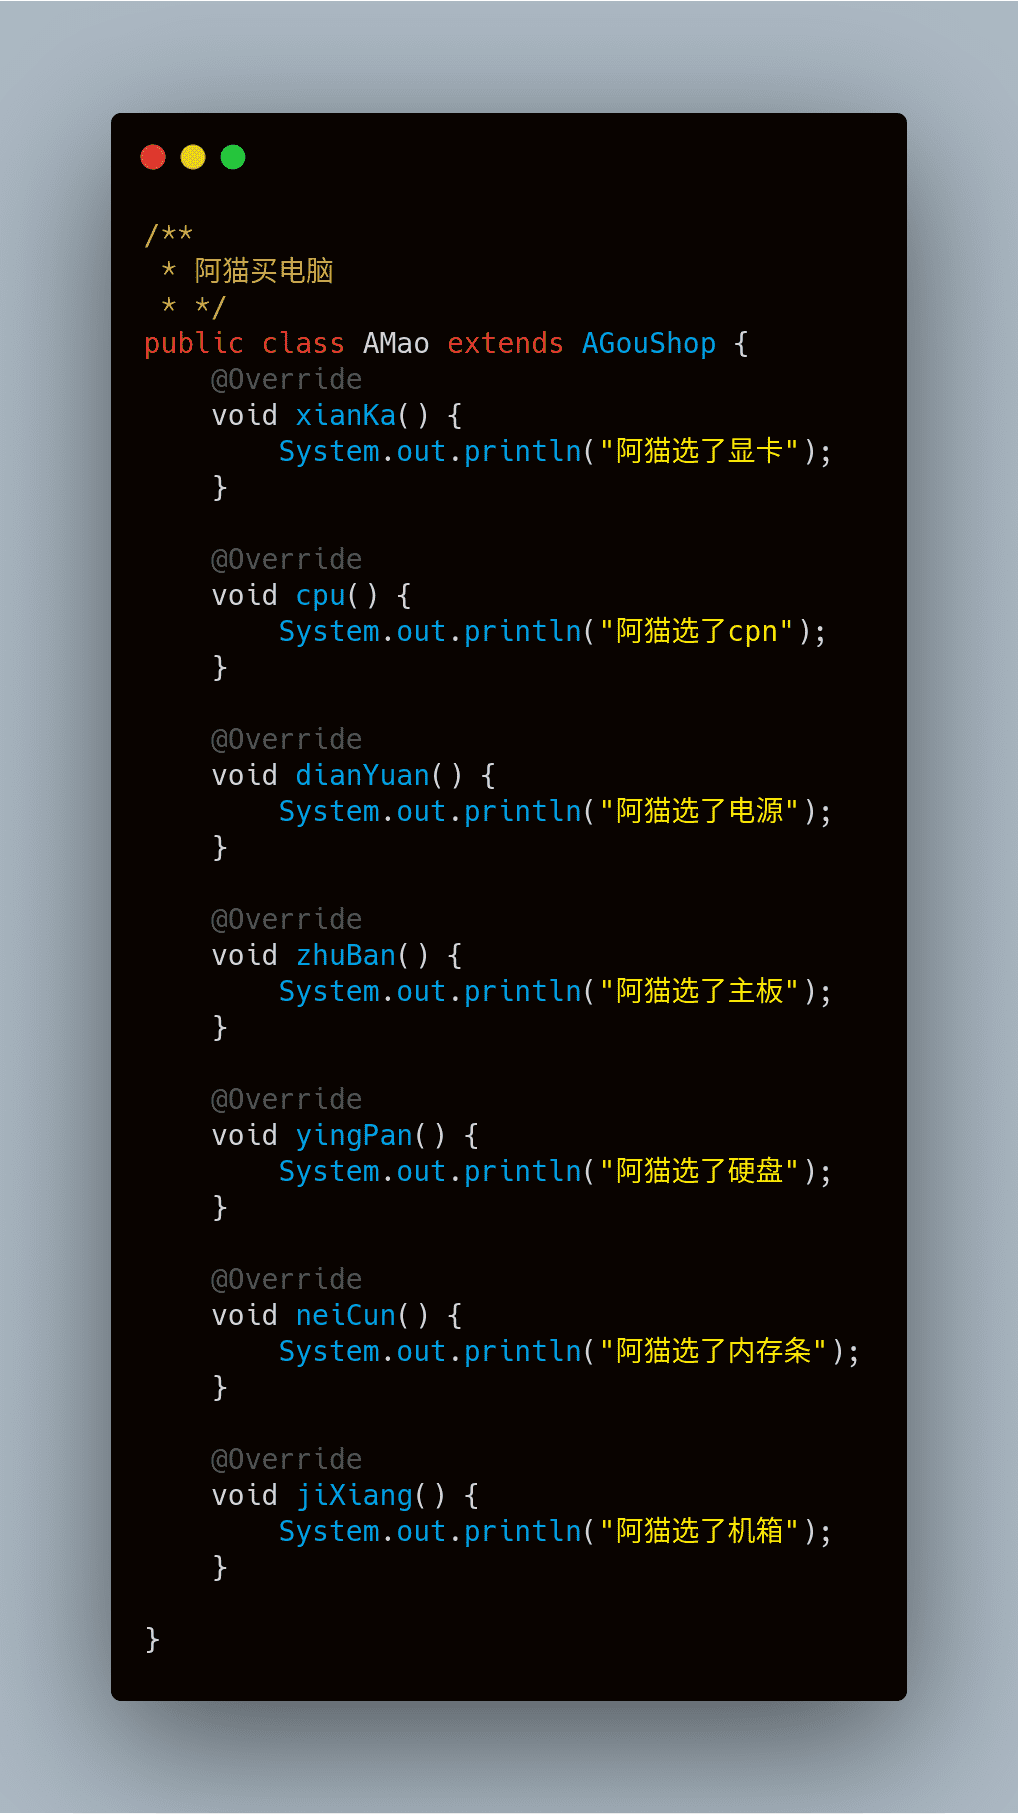 /**
 * 阿猫买电脑
 * */
public class AMao extends AGouShop {
    @Override
    void xianKa() {
        System.out.println("阿猫选了显卡");
    }

    @Override
    void cpu() {
        System.out.println("阿猫选了cpn");
    }

    @Override
    void dianYuan() {
        System.out.println("阿猫选了电源");
    }

    @Override
    void zhuBan() {
        System.out.println("阿猫选了主板");
    }

    @Override
    void yingPan() {
        System.out.println("阿猫选了硬盘");
    }

    @Override
    void neiCun() {
        System.out.println("阿猫选了内存条");
    }

    @Override
    void jiXiang() {
        System.out.println("阿猫选了机箱");
    }

}